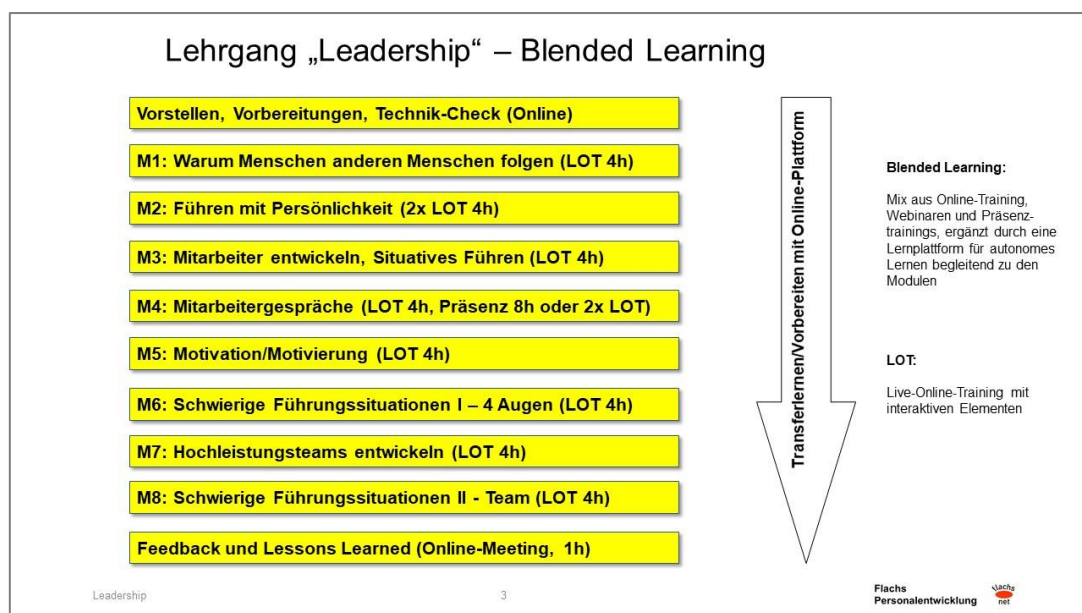 Lehrgang „Leadership“ – Blended Learning
Vorstellen, Vorbereitungen, Technik-Check (Online)
M1: Warum Menschen anderen Menschen folgen (LOT 4h)
M2: Führen mit Persönlichkeit (2x LOT 4h)
M3: Mitarbeiter entwickeln, Situatives Führen (LOT 4h)
M4: Mitarbeitergespräche (LOT 4h, Präsenz 8h oder 2x LOT)
M5: Motivation/Motivierung (LOT 4h)
M6: Schwierige Führungssituationen I – 4 Augen (LOT 4h)
M7: Hochleistungsteams entwickeln (LOT 4h)
M8: Schwierige Führungssituationen II - Team (LOT 4h)
Feedback und Lessons Learned (Online-Meeting, 1h)
Transferlernen/Vorbereiten mit Online-Plattform
Blended Learning:
Mix aus Online-Training,
Webinaren und Präsenz-
trainings, ergänzt durch eine
Lernplattform für autonomes
Lernen begleitend zu den
Modulen
LOT:
Live-Online-Training mit
interaktiven Elementen
Leadership
3
Flachs
Personalentwicklung
flachs
net